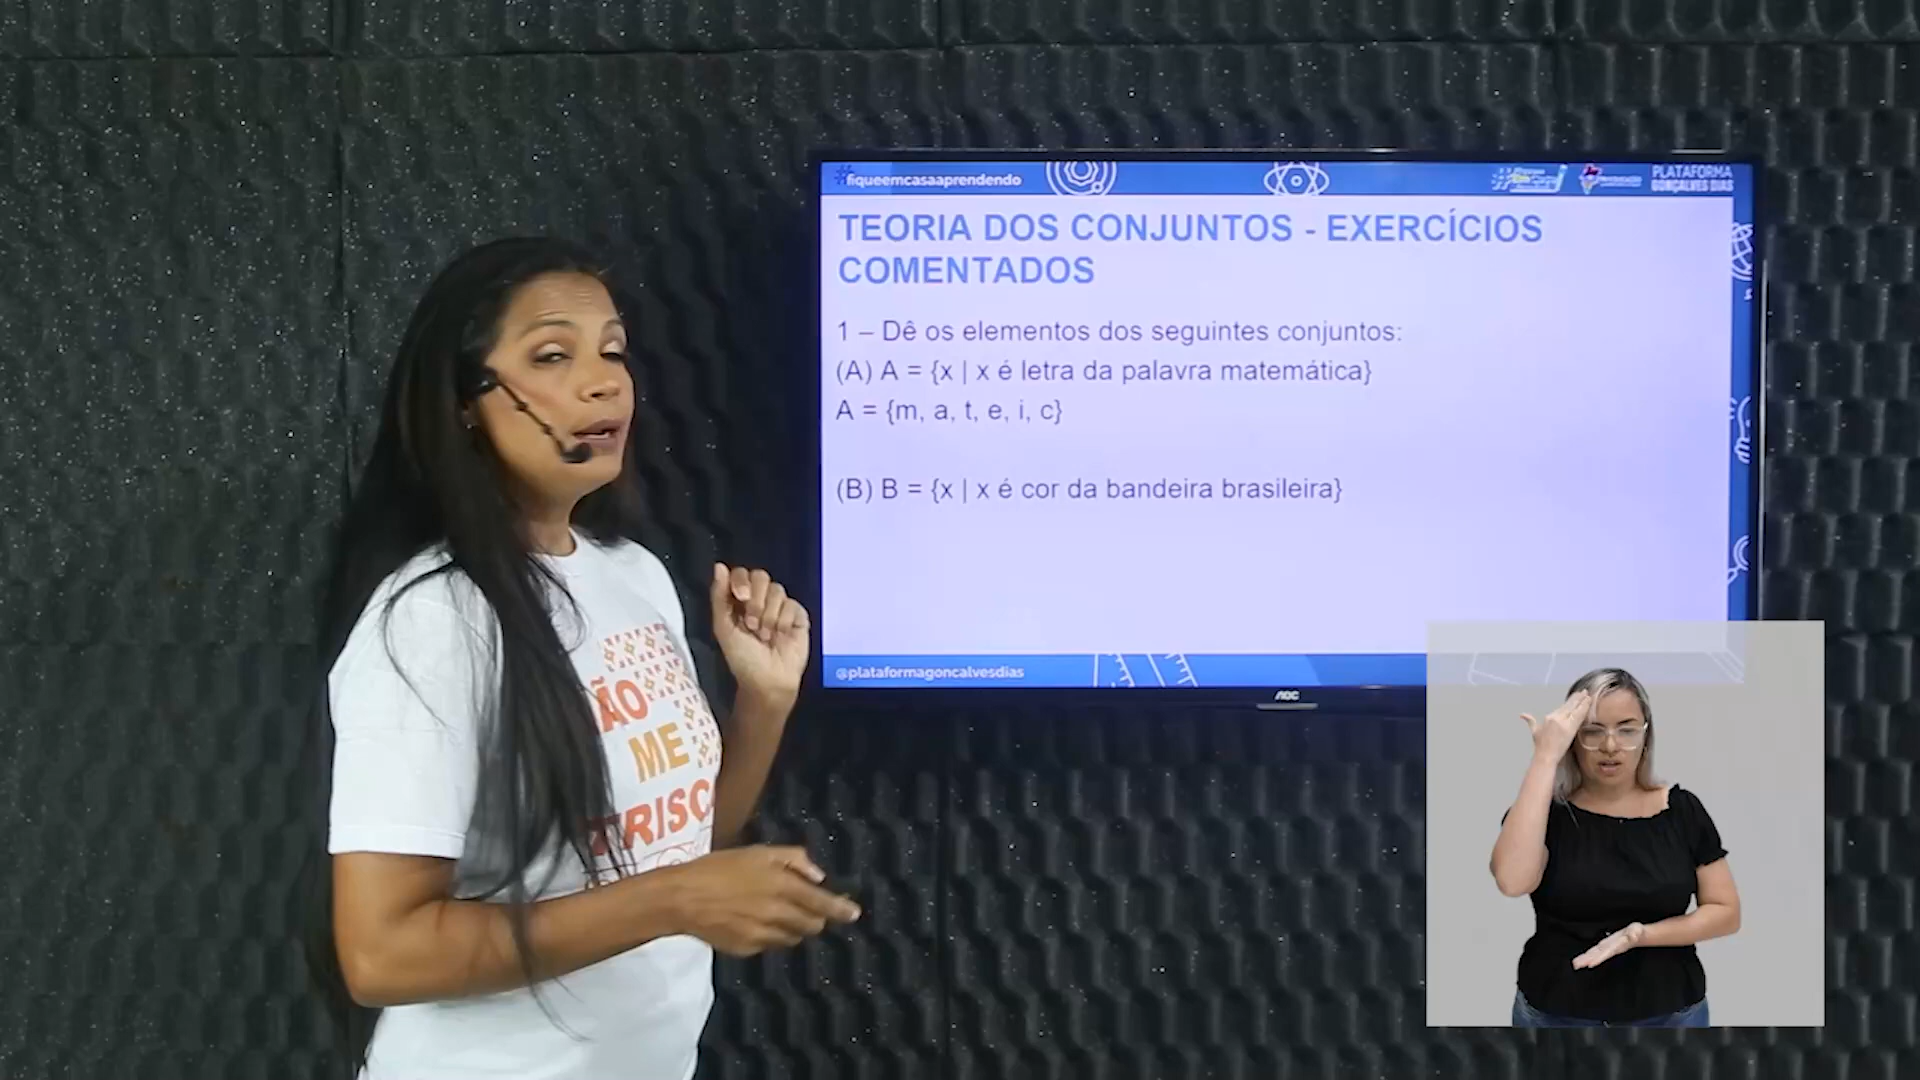 #fiqueemcasaaprendendo
PLATAFORMA
GONÇALVES DIAS
TEORIA DOS CONJUNTOS - EXERCÍCIOS
COMENTADOS
1 – Dê os elementos dos seguintes conjuntos:
(A) A = {x | x é letra da palavra matemática}
A = {m, a, t, e, i, c}
(B) B = {x | x é cor da bandeira brasileira}
@plataformagoncalvesdias
AOC
ÃO
ME
RISC